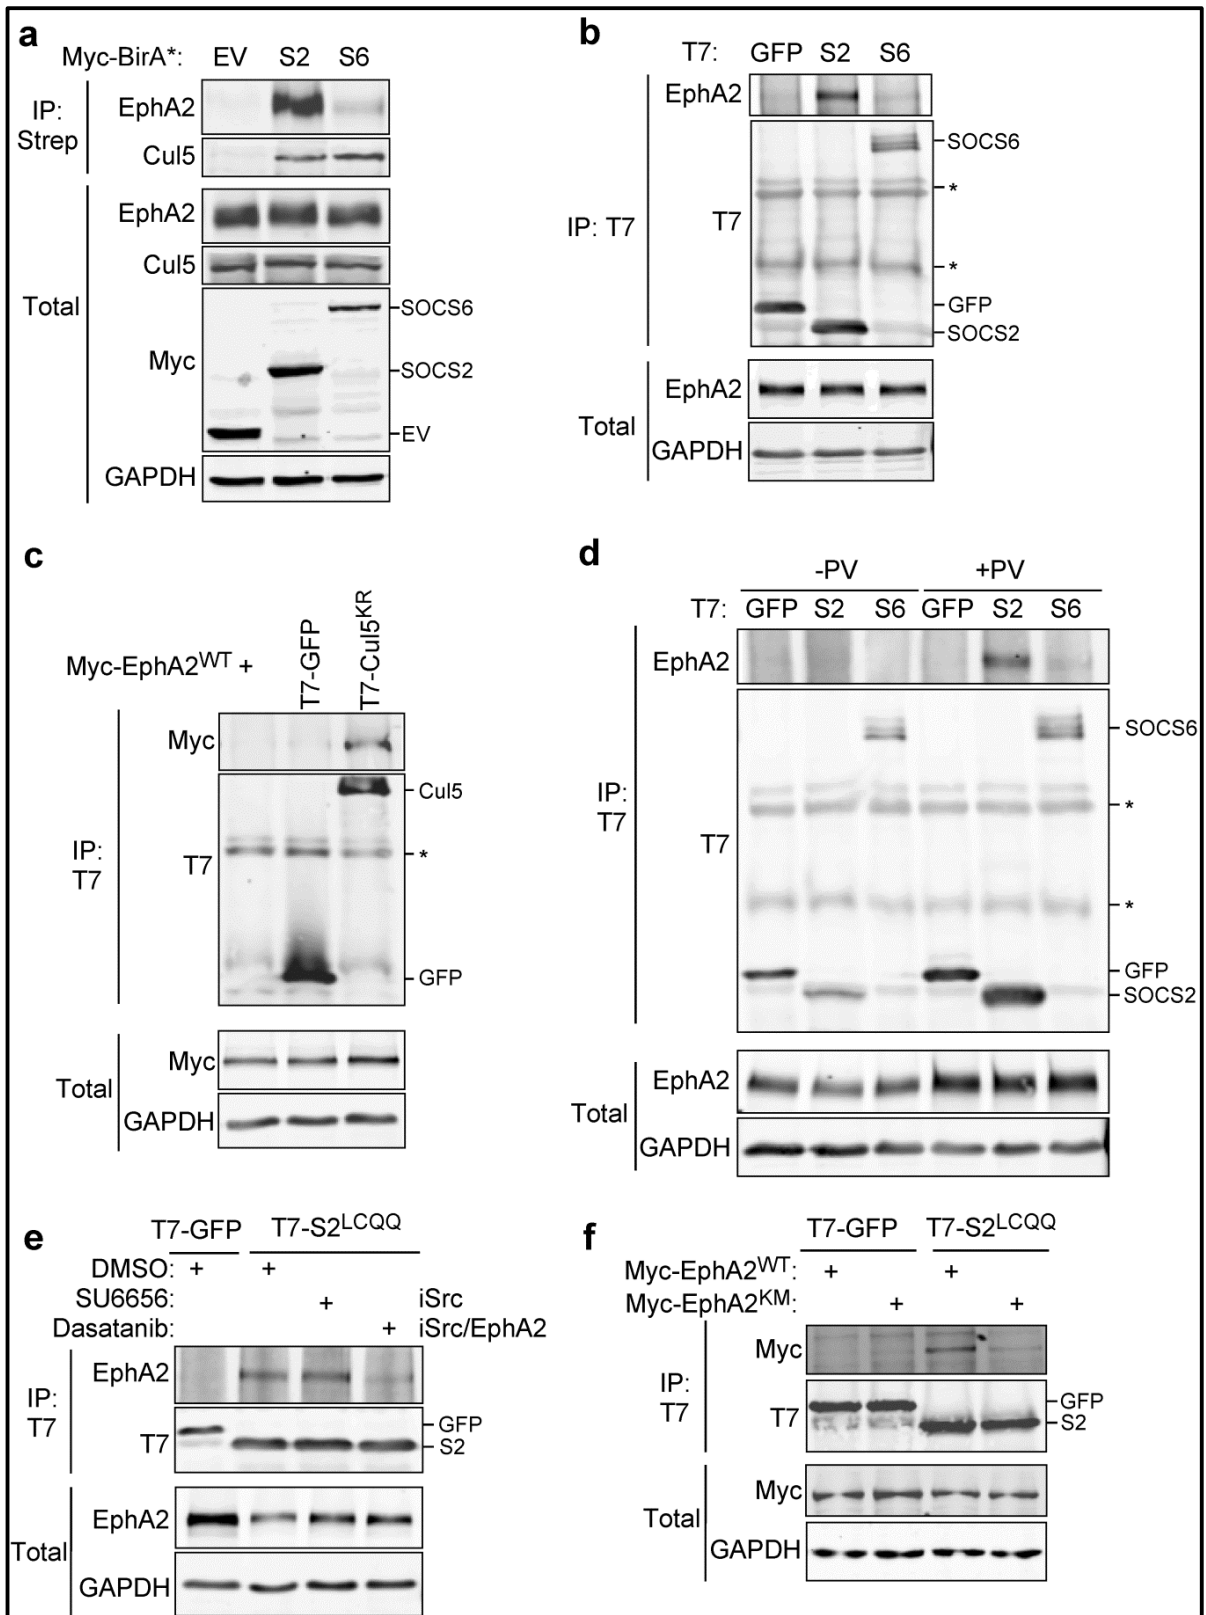 a
Myc-BirA*: EV S2 S6
IP: Strep
EphA2
Cul5
Total
EphA2
Cul5
Myc
SOCS6
SOCS2
EV
GAPDH
b
T7: GFP S2 S6
IP: T7
EphA2
T7
SOCS6
*
*
GFP
SOCS2
Total
EphA2
GAPDH
c
Myc-EphA2WT + T7-GFP T7-Cul5KR
IP: T7
Myc
T7
Cul5
*
GFP
Total
Myc
GAPDH
d
-PV +PV
T7: GFP S2 S6 GFP S2 S6
IP: T7
EphA2
T7
SOCS6
*
*
GFP
SOCS2
Total
EphA2
GAPDH
e
T7-GFP T7-S2LCQQ
DMSO: + +
SU6656: + iSrc
Dasatanib: + iSrc/EphA2
IP: T7
EphA2
T7
GFP
S2
Total
EphA2
GAPDH
f
T7-GFP T7-S2LCQQ
Myc-EphA2WT: + +
Myc-EphA2KM: + +
IP: T7
Myc
T7
GFP
S2
Total
Myc
GAPDH